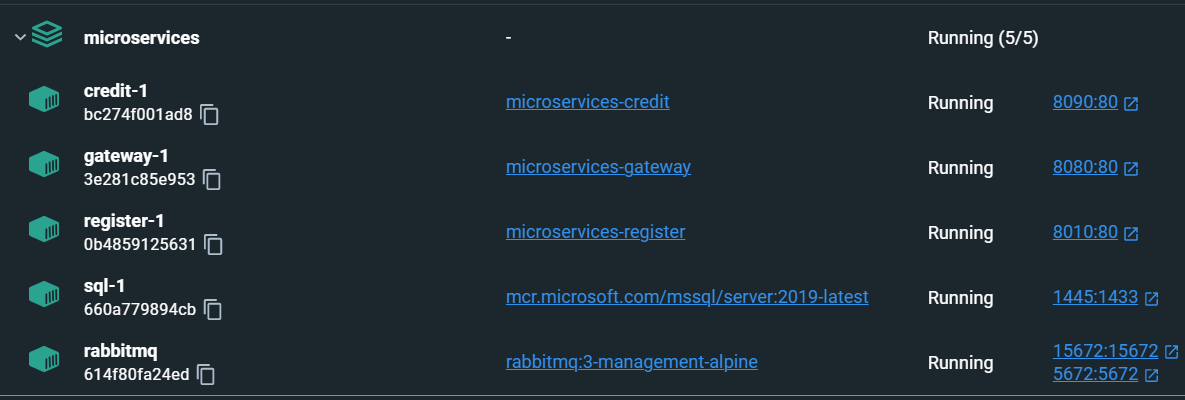 microservices - Running (5/5)
credit-1
bc274f001ad8 microservices-credit Running 8090:80
gateway-1
3e281c85e953 microservices-gateway Running 8080:80
register-1
0b4859125631 microservices-register Running 8010:80
sql-1
660a779894cb mcr.microsoft.com/mssql/server:2019-latest Running 1445:1433
rabbitmq 15672:15672
614f80fa24ed rabbitmq:3-management-alpine Running 5672:5672